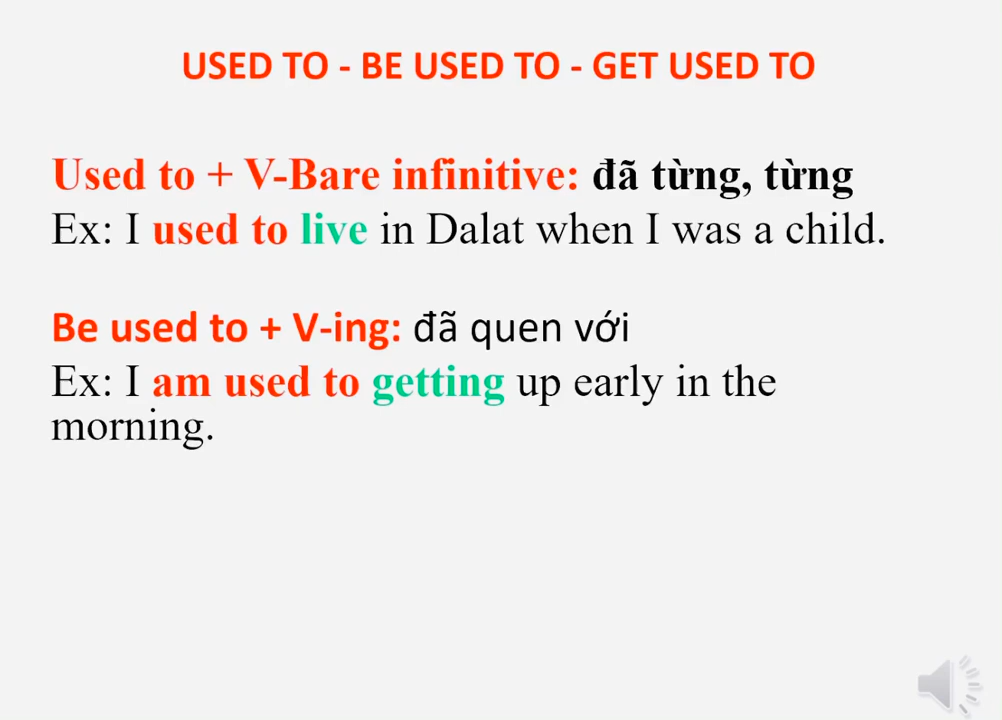 USED TO - BE USED TO - GET USED TO
Used to + V-Bare infinitive: đã từng, từng
Ex: I used to live in Dalat when I was a child.
Be used to + V-ing: đã quen với
Ex: I am used to getting up early in the
morning.